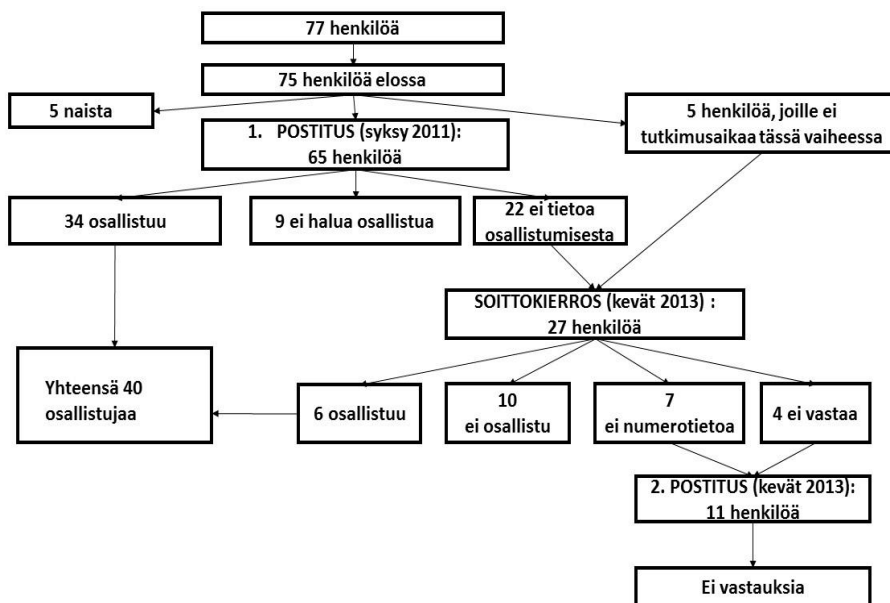 77 henkilöä
75 henkilöä elossa
5 naista
5 henkilöä, joille ei
tutkimusaikaa tässä vaiheessa
1. POSTITUS (syksy 2011):
65 henkilöä
34 osallistuu
9 ei halua osallistua
22 ei tietoa
osallistumisesta
SOITTOKIERROS (kevät 2013) :
27 henkilöä
Yhteensä 40
osallistujaa
6 osallistuu
10
ei osallistu
7
ei numerotietoa
4 ei vastaa
2. POSTITUS (kevät 2013):
11 henkilöä
Ei vastauksia